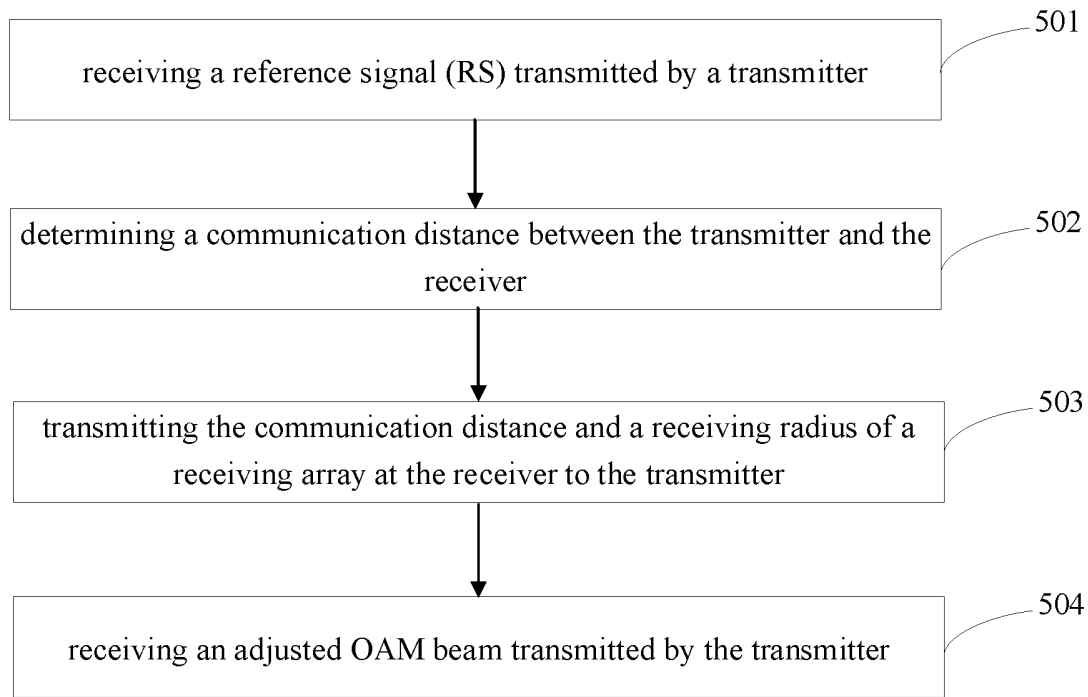 501
receiving a reference signal (RS) transmitted by a transmitter
502
determining a communication distance between the transmitter and the
receiver
503
transmitting the communication distance and a receiving radius of a
receiving array at the receiver to the transmitter
504
receiving an adjusted OAM beam transmitted by the transmitter